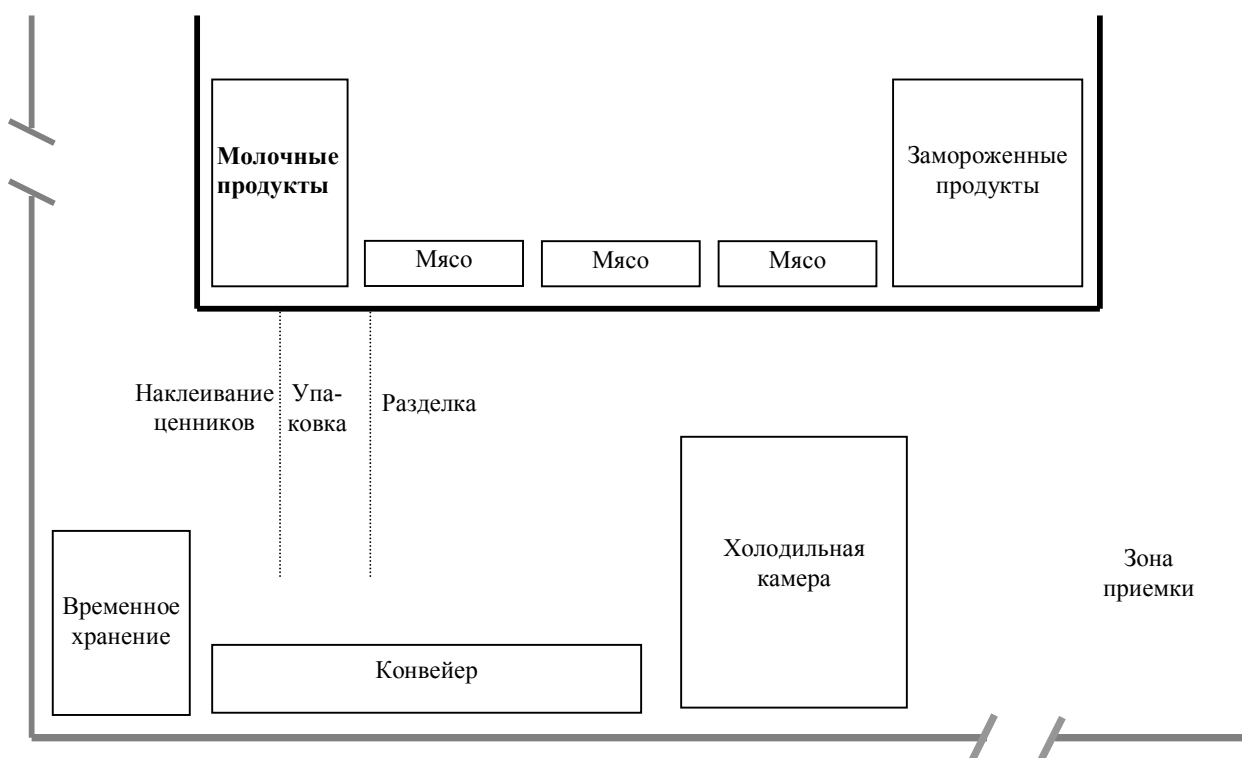 Молочные
продукты
Замороженные
продукты
Мясо
Мясо
Мясо
Наклеивание
ценников
Упа-
ковка
Разделка
Холодильная
камера
Зона
приемки
Временное
хранение
Конвейер